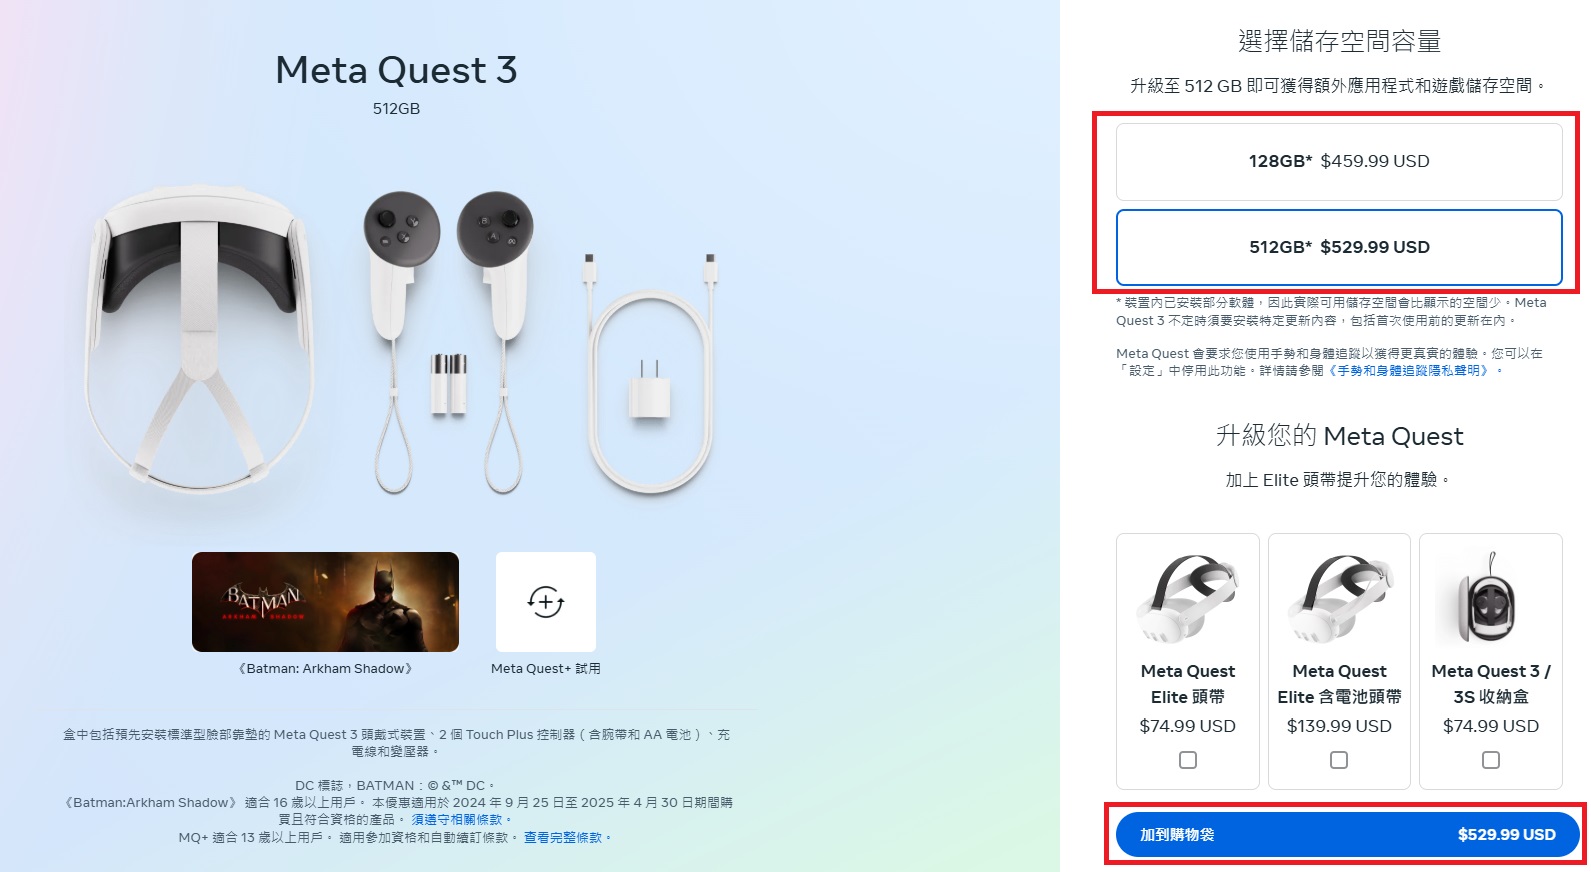 Meta Quest 3
512GB
BATMAN
ARKHAM SHADOW
《Batman: Arkham Shadow》
Meta Quest+ 試用
盒中包括預先安裝標準型臉部靠墊的 Meta Quest 3 頭戴式裝置、2 個 Touch Plus 控制器（含腕帶和 AA 電池）、充
電線和變壓器。
DC 標誌，BATMAN：© &™ DC。
《Batman:Arkham Shadow》 適合 16 歲以上用戶。 本優惠適用於 2024 年 9 月 25 日至 2025 年 4 月 30 日期間購
買且符合資格的產品。 須遵守相關條款。
MQ+ 適合 13 歲以上用戶。 適用參加資格和自動續訂條款。 查看完整條款。
選擇儲存空間容量
升級至 512 GB 即可獲得額外應用程式和遊戲儲存空間。
128GB* $459.99 USD
512GB* $529.99 USD
* 裝置內已安裝部分軟體，因此實際可用儲存空間會比顯示的空間少。Meta
Quest 3 不定時須要安裝特定更新內容，包括首次使用前的更新在內。
Meta Quest 會要求您使用手勢和身體追蹤以獲得更真實的體驗。您可以在
「設定」中停用此功能。詳情請參閱《手勢和身體追蹤隱私聲明》。
升級您的 Meta Quest
加上 Elite 頭帶提升您的體驗。
Meta Quest
Elite 頭帶
$74.99 USD
Meta Quest
Elite 含電池頭帶
$139.99 USD
Meta Quest 3 /
3S 收納盒
$74.99 USD
加到購物袋 $529.99 USD